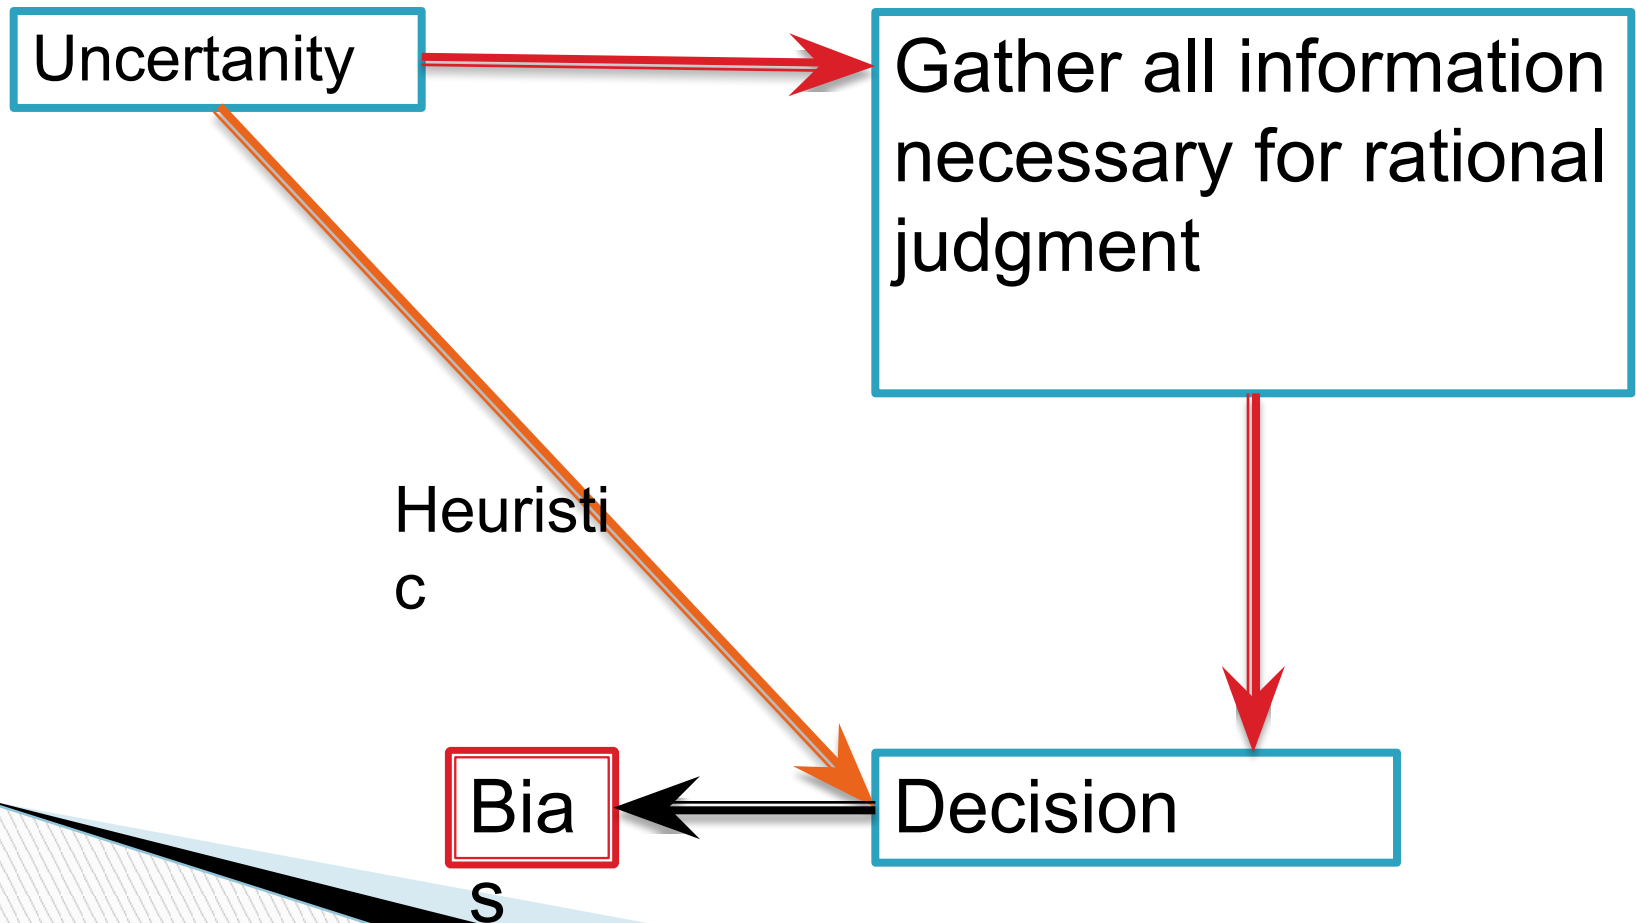 Uncertanity
Gather all information
necessary for rational
judgment
Heuristi
c
Bia
s
Decision